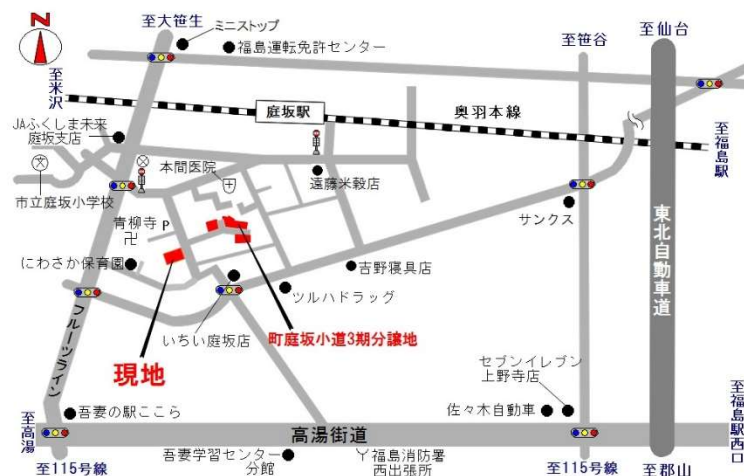 N
至大笹生
ミニストップ
福島運転免許センター
至笹谷
至仙台
至米沢
庭坂駅
奥羽本線
至福島駅
JAふくしま未来
庭坂支店
文
市立庭坂小学校
本間医院
遠藤米穀店
サンクス
青柳寺
卍
P
にわさか保育園
吉野寝具店
ツルハドラッグ
いちい庭坂店
町庭坂小道3期分譲地
現地
フルーツライン
東北自動車道
セブンイレブン
上野寺店
佐々木自動車
吾妻の駅ここら
至高湯
高湯街道
至福島駅西口
至115号線
吾妻学習センター
分館
福島消防署
西出張所
至115号線
至郡山